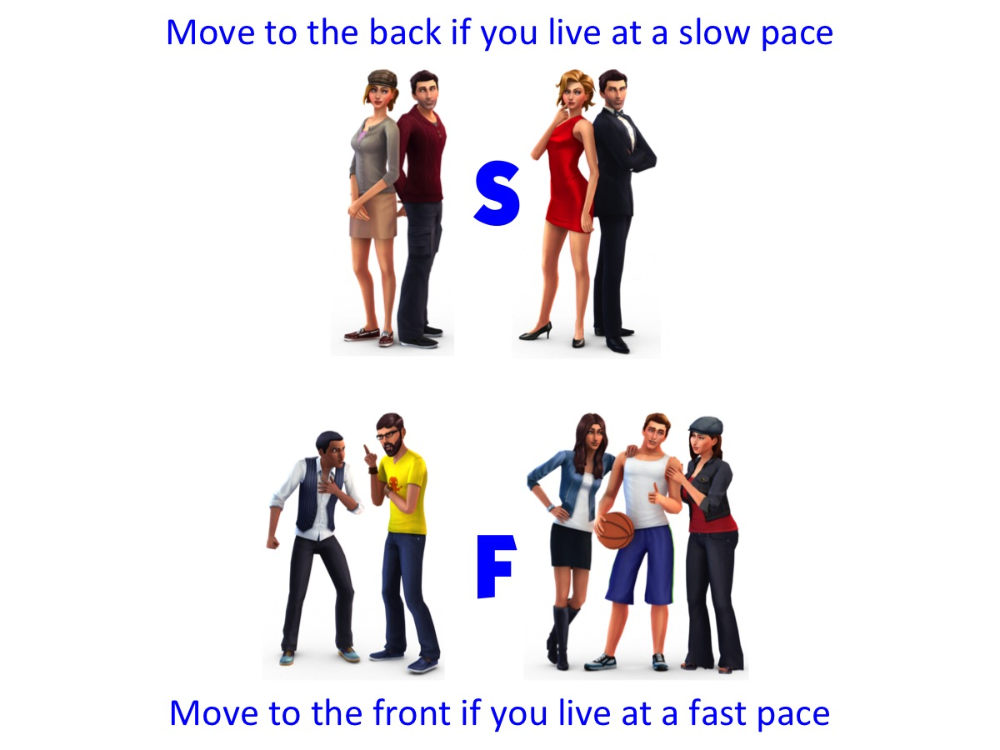 Move to the back if you live at a slow pace
S
F
Move to the front if you live at a fast pace